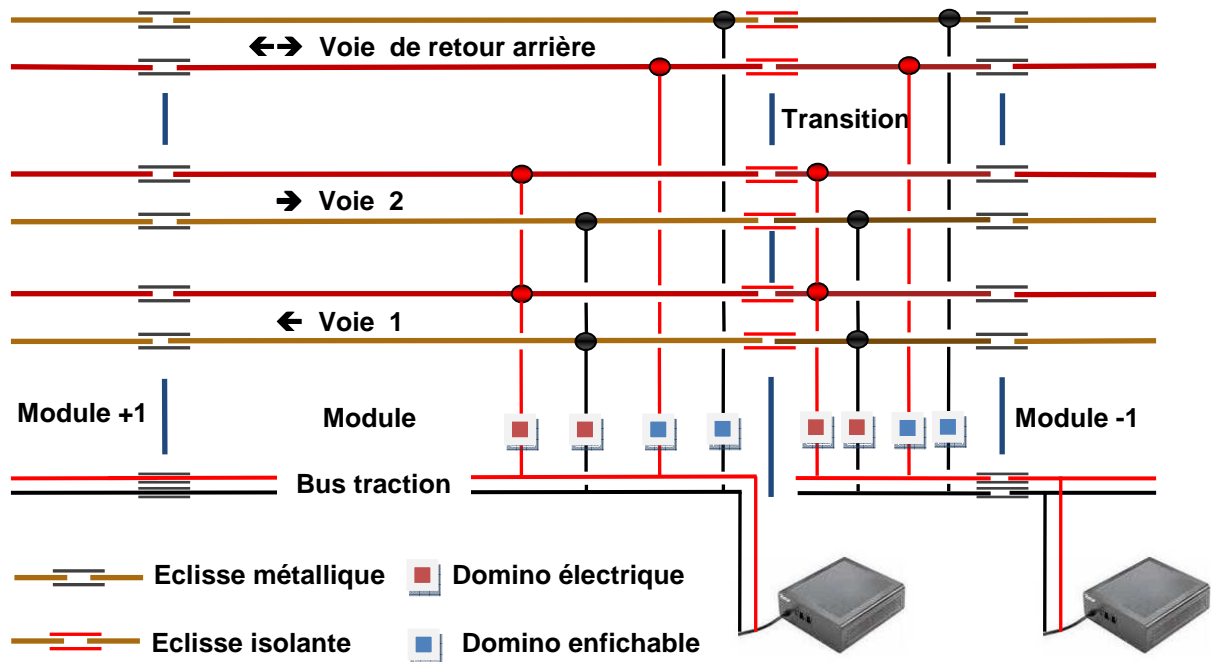 Voie de retour arrière
Transition
Voie 2
Voie 1
Module +1
Module
Module -1
Bus traction
Eclisse métallique
Domino électrique
Eclisse isolante
Domino enfichable